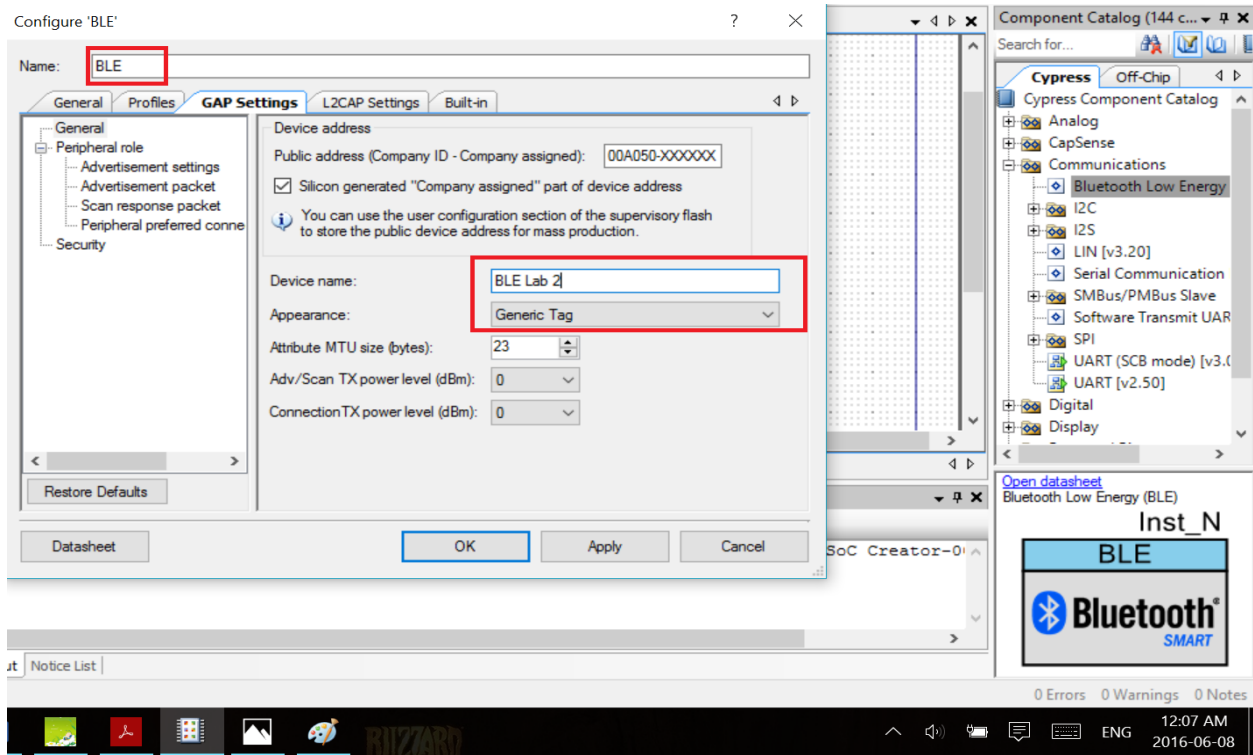 Configure 'BLE'
?
Name:
BLE
General
Profiles
GAP Settings
L2CAP Settings
Built-in
General
Peripheral role
Advertisement settings
Advertisement packet
Scan response packet
Peripheral preferred conne
Security
Restore Defaults
Device address
Public address (Company ID - Company assigned):
00A050-XXXXXX
Silicon generated "Company assigned" part of device address
You can use the user configuration section of the supervisory flash
to store the public device address for mass production.
Device name:
BLE Lab 2
Appearance:
Generic Tag
Attribute MTU size (bytes):
23
Adv/Scan TX power level (dBm):
0
ConnectionTX power level (dBm):
0
Datasheet
OK
Apply
Cancel
SoC Creator-0
ut
Notice List
Component Catalog (144 c...
Search for...
Cypress
Off-Chip
Cypress Component Catalog
Analog
CapSense
Communications
Bluetooth Low Energy
I2C
I2S
LIN [v3.20]
Serial Communication
SMBus/PMBus Slave
Software Transmit UAR
SPI
UART (SCB mode) [v3.0
UART [v2.50]
Digital
Display
Open datasheet
Bluetooth Low Energy (BLE)
Inst_N
BLE
Bluetooth®
SMART
0 Errors 0 Warnings 0 Notes
BLIZZARD
ENG
12:07 AM
2016-06-08